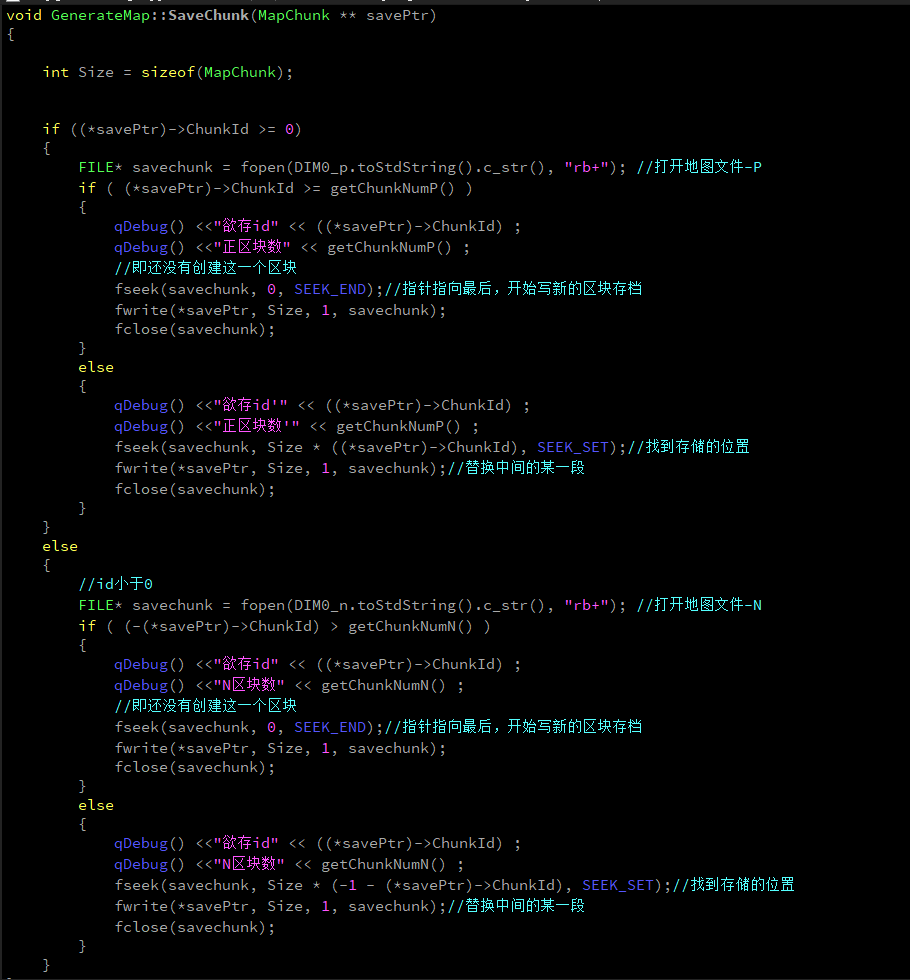 void GenerateMap::SaveChunk(MapChunk ** savePtr)
{
int Size = sizeof(MapChunk);
if ((*savePtr)->ChunkId >= 0)
{
FILE* savechunk = fopen(DIM0_p.toStdString().c_str(), "rb+"); //打开地图文件-P
if ( (*savePtr)->ChunkId >= getChunkNumP() )
{
qDebug() <<"欲存id" << ((*savePtr)->ChunkId) ;
qDebug() <<"正区块数" << getChunkNumP() ;
//即还没有创建这一个区块
fseek(savechunk, 0, SEEK_END);//指针指向最后，开始写新的区块存档
fwrite(*savePtr, Size, 1, savechunk);
fclose(savechunk);
}
else
{
qDebug() <<"欲存id'" << ((*savePtr)->ChunkId) ;
qDebug() <<"正区块数'" << getChunkNumP() ;
fseek(savechunk, Size * ((*savePtr)->ChunkId), SEEK_SET);//找到存储的位置
fwrite(*savePtr, Size, 1, savechunk);//替换中间的某一段
fclose(savechunk);
}
}
else
{
//id小于0
FILE* savechunk = fopen(DIM0_n.toStdString().c_str(), "rb+"); //打开地图文件-N
if ( (-(*savePtr)->ChunkId) > getChunkNumN() )
{
qDebug() <<"欲存id" << ((*savePtr)->ChunkId) ;
qDebug() <<"N区块数" << getChunkNumN() ;
//即还没有创建这一个区块
fseek(savechunk, 0, SEEK_END);//指针指向最后，开始写新的区块存档
fwrite(*savePtr, Size, 1, savechunk);
fclose(savechunk);
}
else
{
qDebug() <<"欲存id" << ((*savePtr)->ChunkId) ;
qDebug() <<"N区块数" << getChunkNumN() ;
fseek(savechunk, Size * (-1 - (*savePtr)->ChunkId), SEEK_SET);//找到存储的位置
fwrite(*savePtr, Size, 1, savechunk);//替换中间的某一段
fclose(savechunk);
}
}